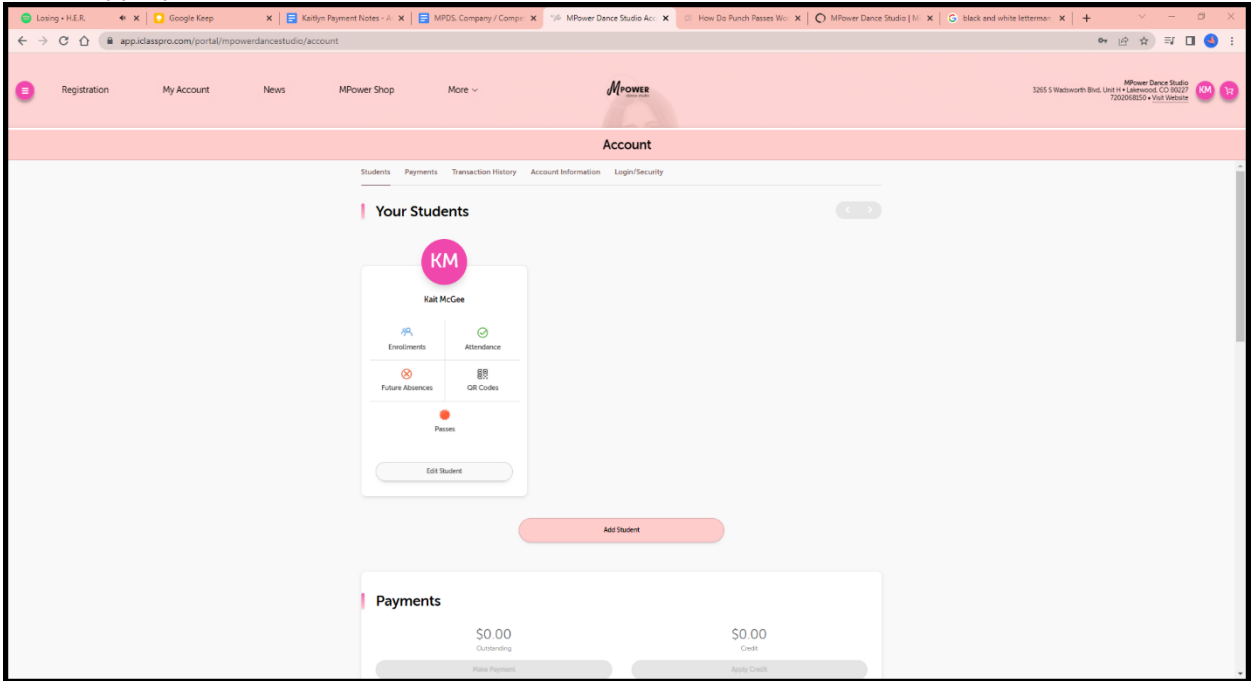 Losing • H.E.R.
Google Keep
Kaitlyn Payment Notes - A
MPDS. Company / Compe
MPower Dance Studio Acc
How Do Punch Passes Wo
MPower Dance Studio | M
black and white letterman
app.iclasspro.com/portal/mpowerdancestudio/account
Registration My Account News MPower Shop More
MPOWER
MPower Dance Studio
3265 S Wadsworth Blvd, Unit H • Lakewood, CO 80227
7202068150 • Visit Website
KM
Account
Students Payments Transaction History Account Information Login/Security
Your Students
KM
Kait McGee
Enrollments Attendance
Future Absences QR Codes
Passes
Edit Student
Add Student
Payments
$0.00 $0.00
Outstanding Credit
Make Payment Apply Credit